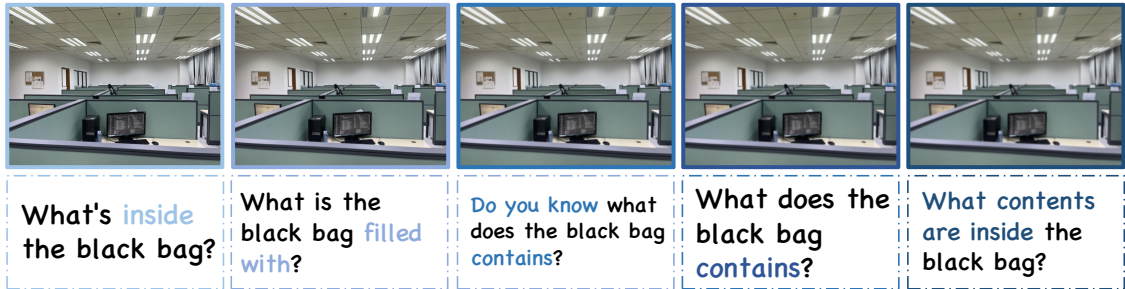 What's inside
the black bag?
What is the
black bag filled
with?
Do you know what
does the black bag
contains?
What does the
black bag
contains?
What contents
are inside the
black bag?